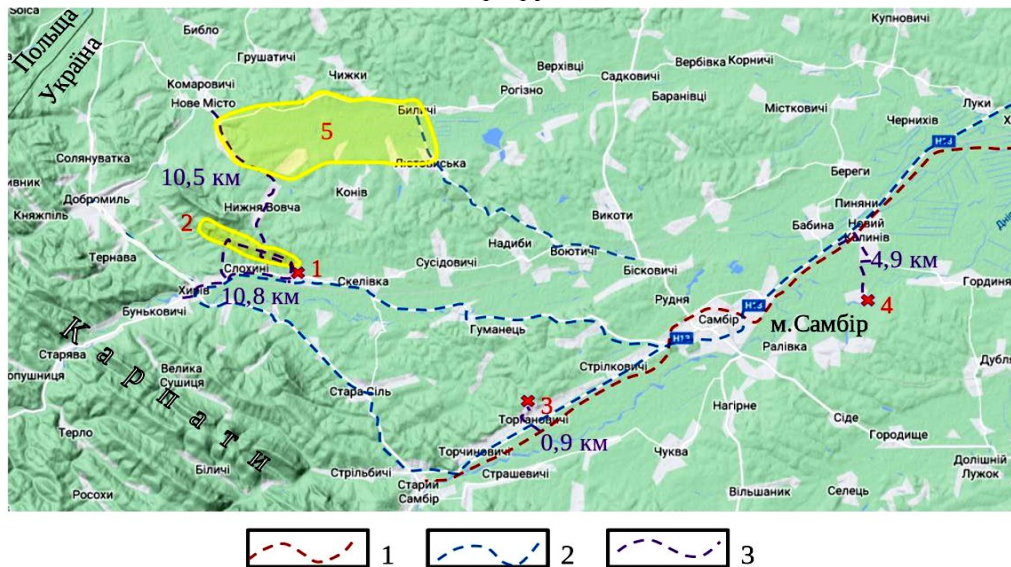 Купновичі
Польща
Україна
Библо
Грушатичі
Чижки
Верхівці
Садковичі
Вербівка
Корничі
Комаровичі
Рогізно
Баранівці
Нове Місто
Биличі
Містковичі
Луки
5
Чернихів
Солянуватка
10,5 км
Конів
Береги
Добромиль
Княжпіль
Пиняни
Нижня Вовча
2
Викоти
Бабина
Новий
Калинів
Тернава
Надиби
Воютичі
Сусідовичі
Бісковичі
4,9 км
Слохині
1
Скелівка
Гординя
Хирів
10,8 км
Рудня
4
Буньковичі
Гуманець
Самбір
м.Самбір
Н13
Ралівка
Карпати
Старява
Стрілковичі
Дубля
Велика
Сушиця
Стара-Сіль
3
Торгановичі
Нагірне
Сіде
Терло
0,9 км
Городище
Торчиновичі
Чуква
Біличі
Стрільбичі
Страшевичі
Долішній
Лужок
Старий
Самбір
Вільшаник
Селець
Росохи
1
2
3